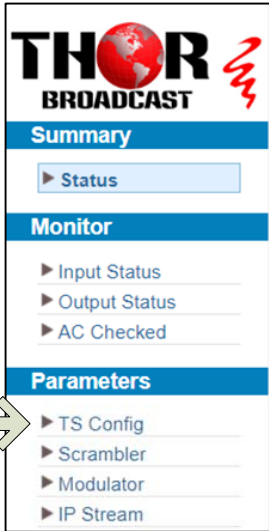 THOR
BROADCAST
Summary
Status
Monitor
Input Status
Output Status
AC Checked
Parameters
TS Config
Scrambler
Modulator
IP Stream